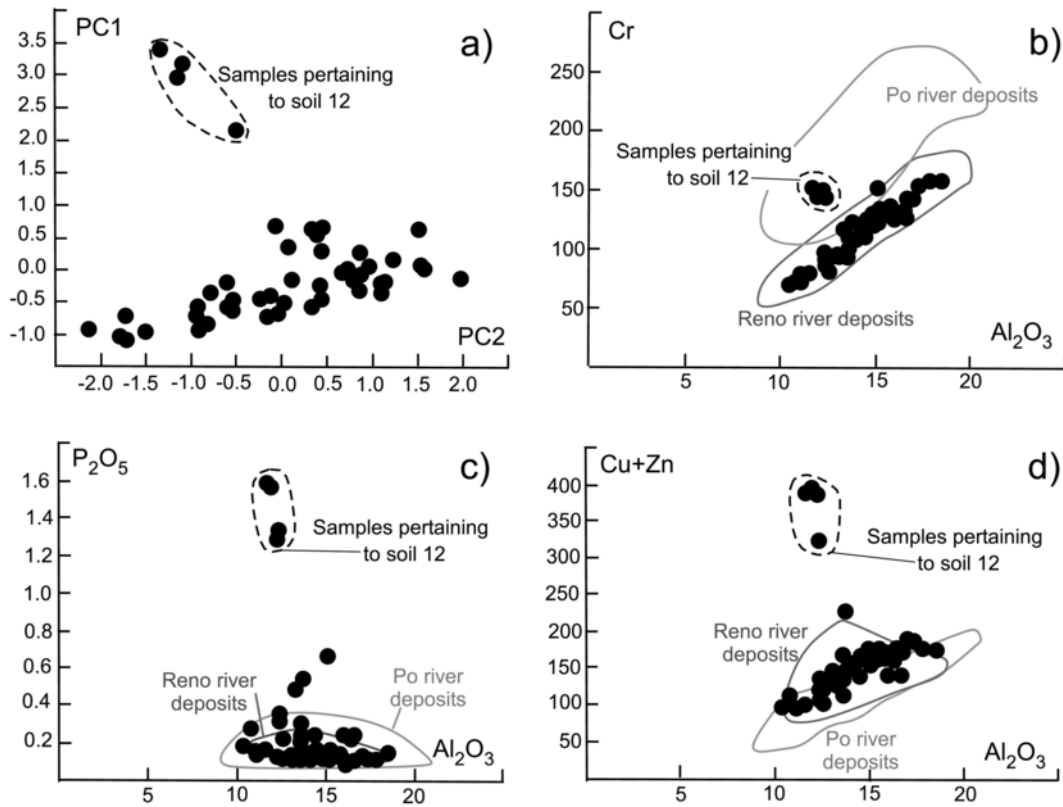 PC1
a)
3.5
3.0
2.5
2.0
1.5
1.0
0.5
0.0
-0.5
-1.0
Samples pertaining
to soil 12
PC2
-2.0 -1.5 -1.0 -0.5 0.0 0.5 1.0 1.5 2.0
Cr
b)
250
200
150
100
50
Po river deposits
Samples pertaining
to soil 12
Reno river deposits
Al₂O₃
5 10 15 20
P₂O₅
c)
1.6
1.4
1.2
1.0
0.8
0.6
0.4
0.2
Samples pertaining
to soil 12
Reno river
deposits
Po river
deposits
Al₂O₃
5 10 15 20
Cu+Zn
d)
400
350
300
250
200
150
100
50
Samples pertaining
to soil 12
Reno river
deposits
Po river
deposits
Al₂O₃
5 10 15 20